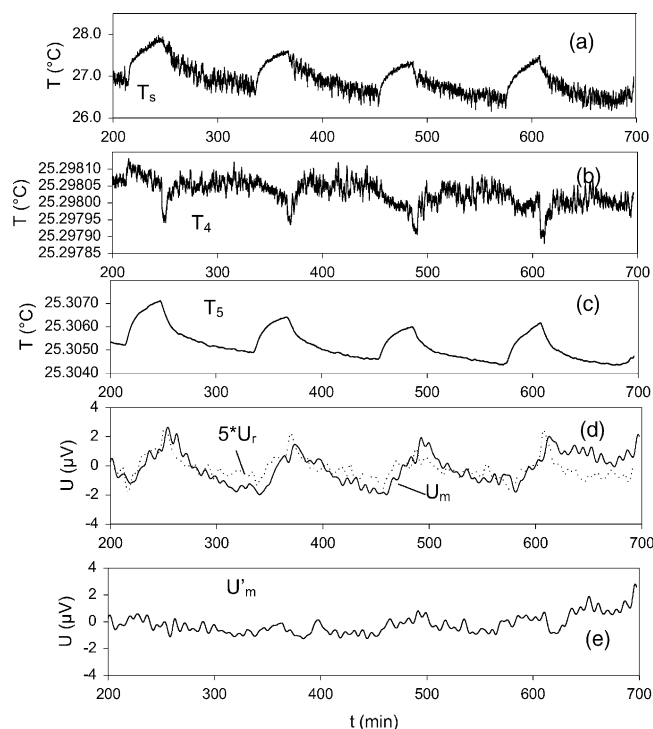 28.0
27.0
26.0
T (°C)
(a)
Ts
200 300 400 500 600 700
25.29810
25.29805
25.29800
25.29795
25.29790
25.29785
T (°C)
(b)
T4
200 300 400 500 600 700
25.3070
25.3060
25.3050
25.3040
T (°C)
T5
(c)
200 300 400 500 600 700
4
2
0
-2
-4
U (µV)
5*Ur
(d)
Um
200 300 400 500 600 700
4
2
0
-2
-4
U (µV)
U'm
(e)
200 300 400 500 600 700
t (min)